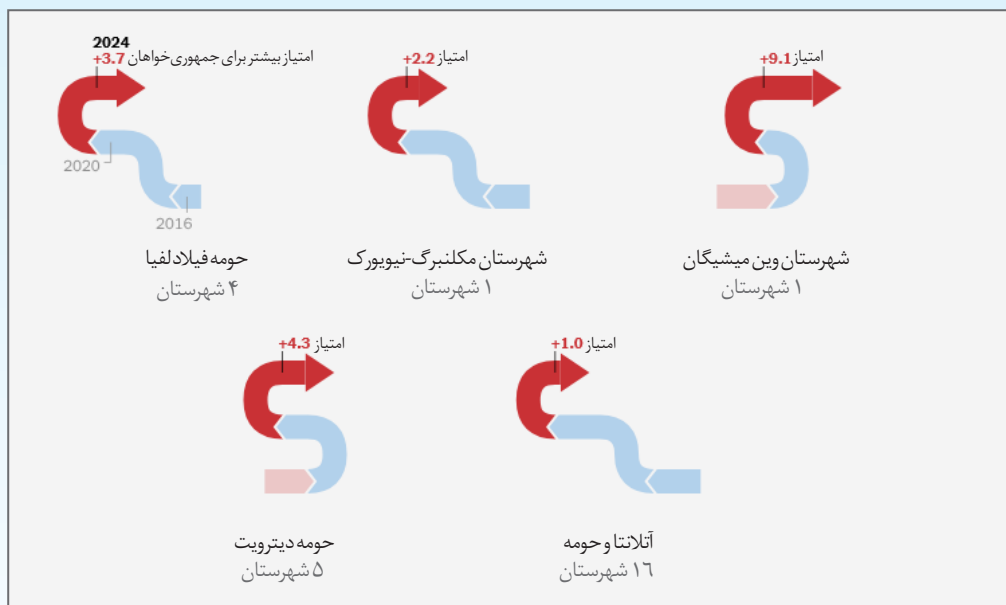 2024
+3.7 امتیاز بیشتر برای جمهوری‌خواهان
2020
2016
حومه فیلادلفیا
۴ شهرستان
+2.2 امتیاز
شهرستان مکلنبرگ-نیویورک
۱ شهرستان
+9.1 امتیاز
شهرستان وین میشیگان
۱ شهرستان
+4.3 امتیاز
حومه دیترویت
۵ شهرستان
+1.0 امتیاز
آتلانتا و حومه
۱۶ شهرستان